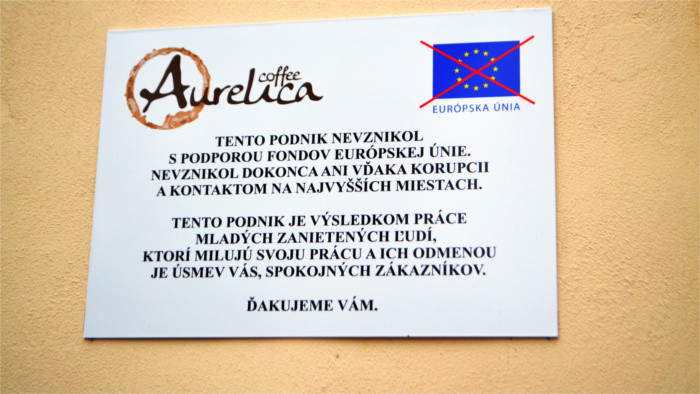 Aurelica
coffee
EURÓPSKA ÚNIA
TENTO PODNIK NEVZNIKOL
S PODPOROU FONDOV EURÓPSKEJ ÚNIE.
NEVZNIKOL DOKONCA ANI VĎAKA KORUPCII
A KONTAKTOM NA NAJVYŠŠÍCH MIESTACH.
TENTO PODNIK JE VÝSLEDKOM PRÁCE
MLADÝCH ZANIETENÝCH ĽUDÍ,
KTORÍ MILUJÚ SVOJU PRÁCU A ICH ODMENOU
JE ÚSMEV VÁS, SPOKOJNÝCH ZÁKAZNÍKOV.
ĎAKUJEME VÁM.